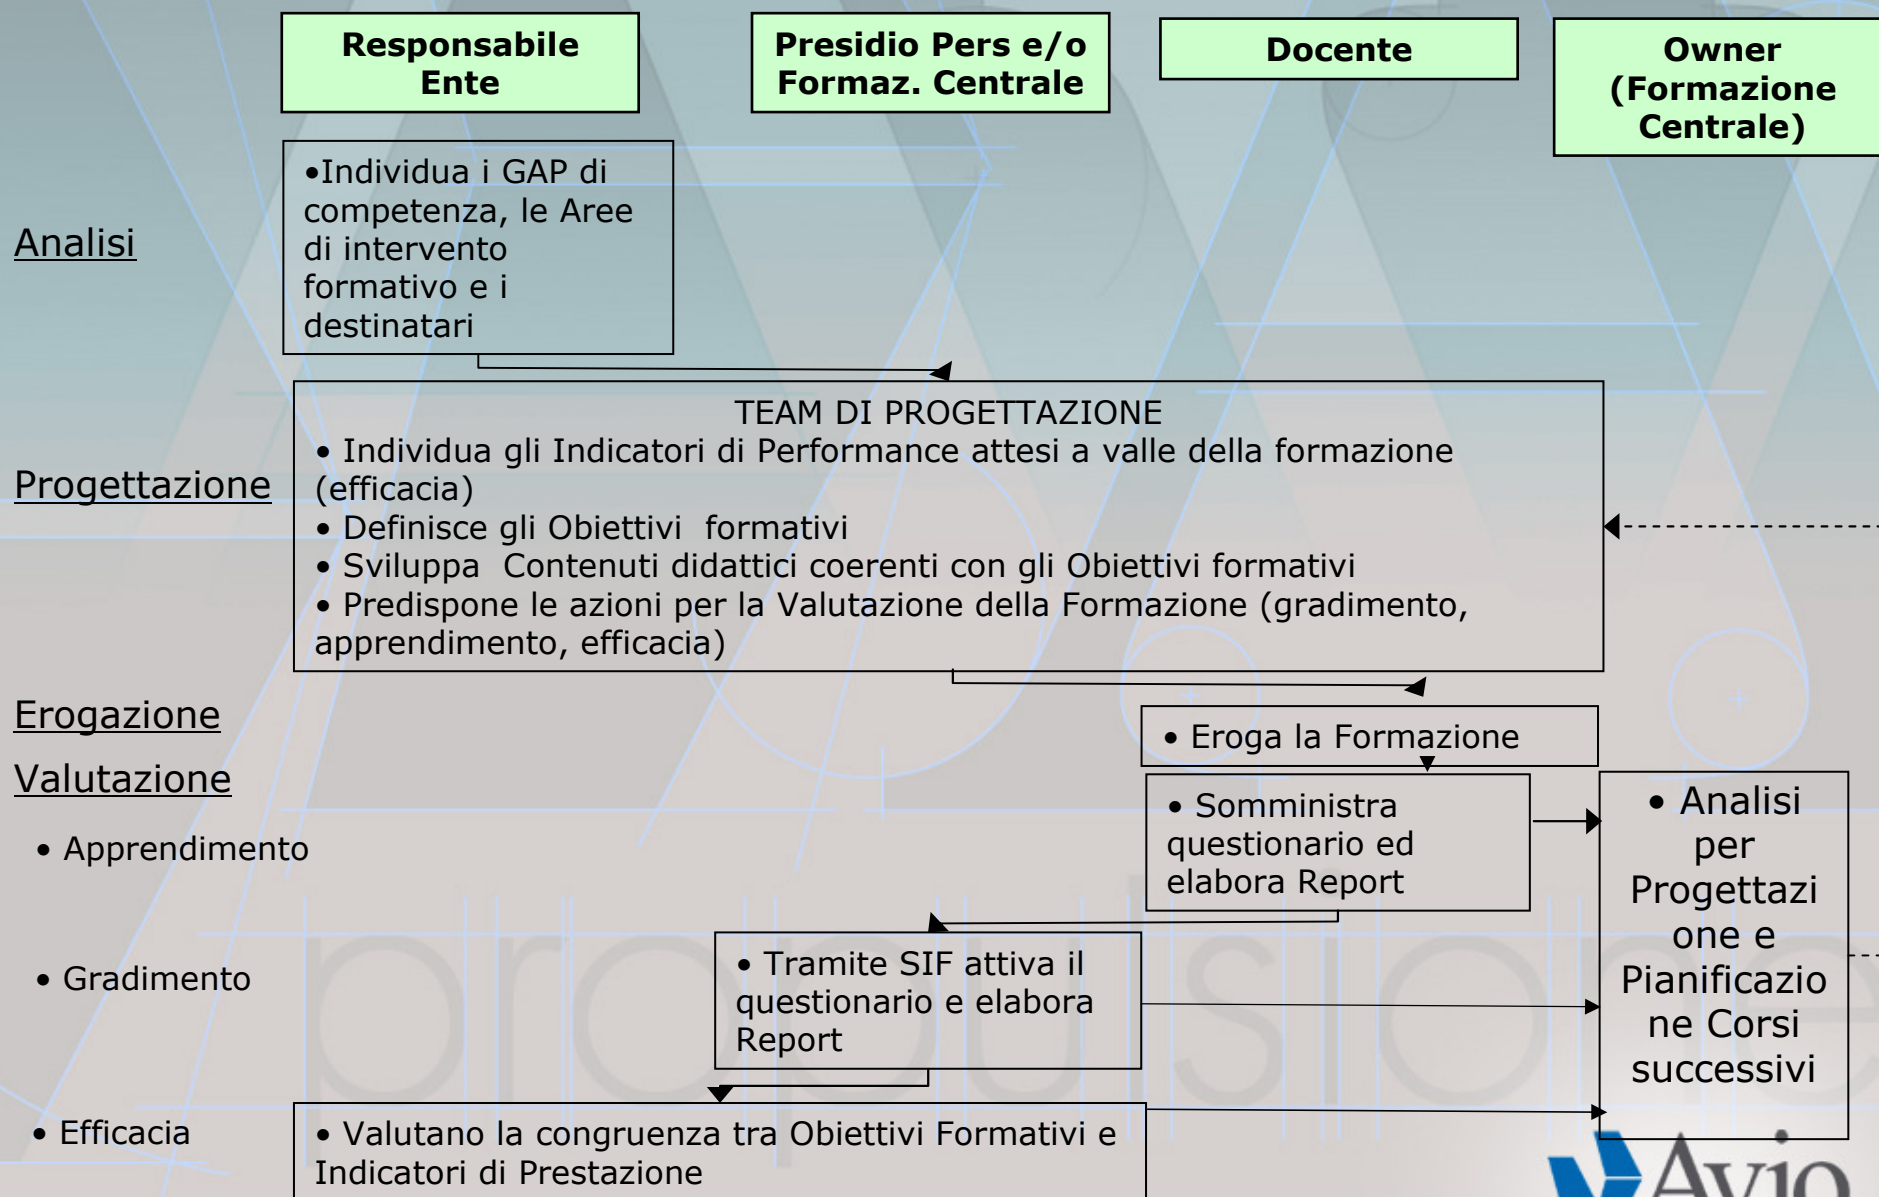 Responsabile
Ente
Presidio Pers e/o
Formaz. Centrale
Docente
Owner
(Formazione
Centrale)
Analisi
•Individua i GAP di
competenza, le Aree
di intervento
formativo e i
destinatari
Progettazione
TEAM DI PROGETTAZIONE
• Individua gli Indicatori di Performance attesi a valle della formazione
(efficacia)
• Definisce gli Obiettivi formativi
• Sviluppa Contenuti didattici coerenti con gli Obiettivi formativi
• Predispone le azioni per la Valutazione della Formazione (gradimento,
apprendimento, efficacia)
Erogazione
• Eroga la Formazione
Valutazione
• Apprendimento
• Somministra
questionario ed
elabora Report
• Analisi
per
Progettazi
one e
Pianificazio
ne Corsi
successivi
• Gradimento
• Tramite SIF attiva il
questionario e elabora
Report
• Efficacia
• Valutano la congruenza tra Obiettivi Formativi e
Indicatori di Prestazione
propulsione
Avio